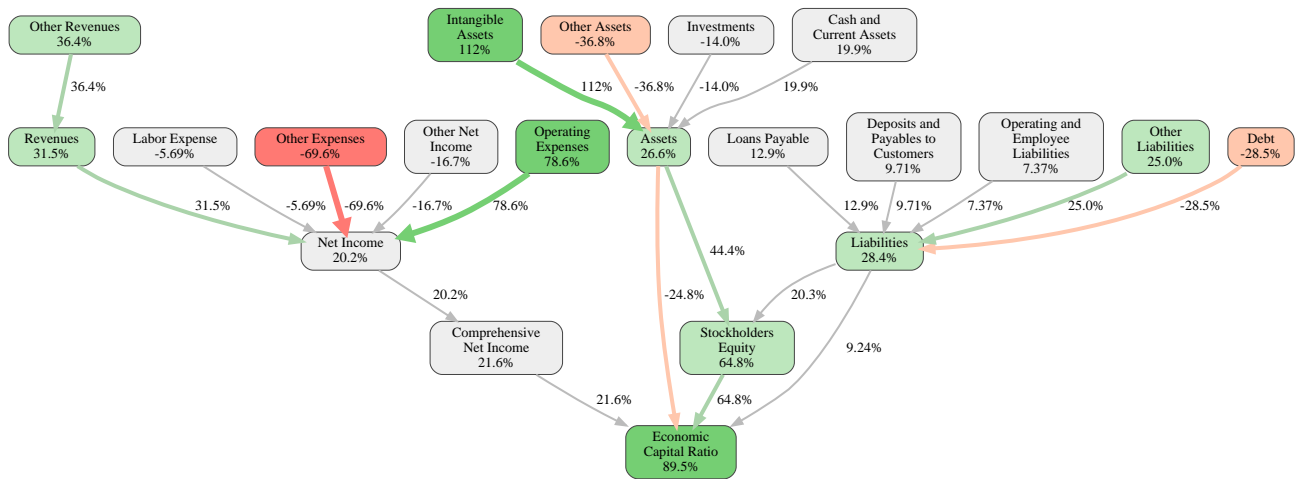 Other Revenues
36.4%
Intangible
Assets
112%
Other Assets
-36.8%
Investments
-14.0%
Cash and
Current Assets
19.9%
36.4%
112%
-36.8%
-14.0%
19.9%
Revenues
31.5%
Labor Expense
-5.69%
Other Expenses
-69.6%
Other Net
Income
-16.7%
Operating
Expenses
78.6%
Assets
26.6%
Loans Payable
12.9%
Deposits and
Payables to
Customers
9.71%
Operating and
Employee
Liabilities
7.37%
Other
Liabilities
25.0%
Debt
-28.5%
31.5%
-5.69%
-69.6%
-16.7%
78.6%
12.9%
9.71%
7.37%
25.0%
-28.5%
Net Income
20.2%
Liabilities
28.4%
44.4%
20.2%
-24.8%
20.3%
Comprehensive
Net Income
21.6%
Stockholders
Equity
64.8%
9.24%
21.6%
64.8%
Economic
Capital Ratio
89.5%